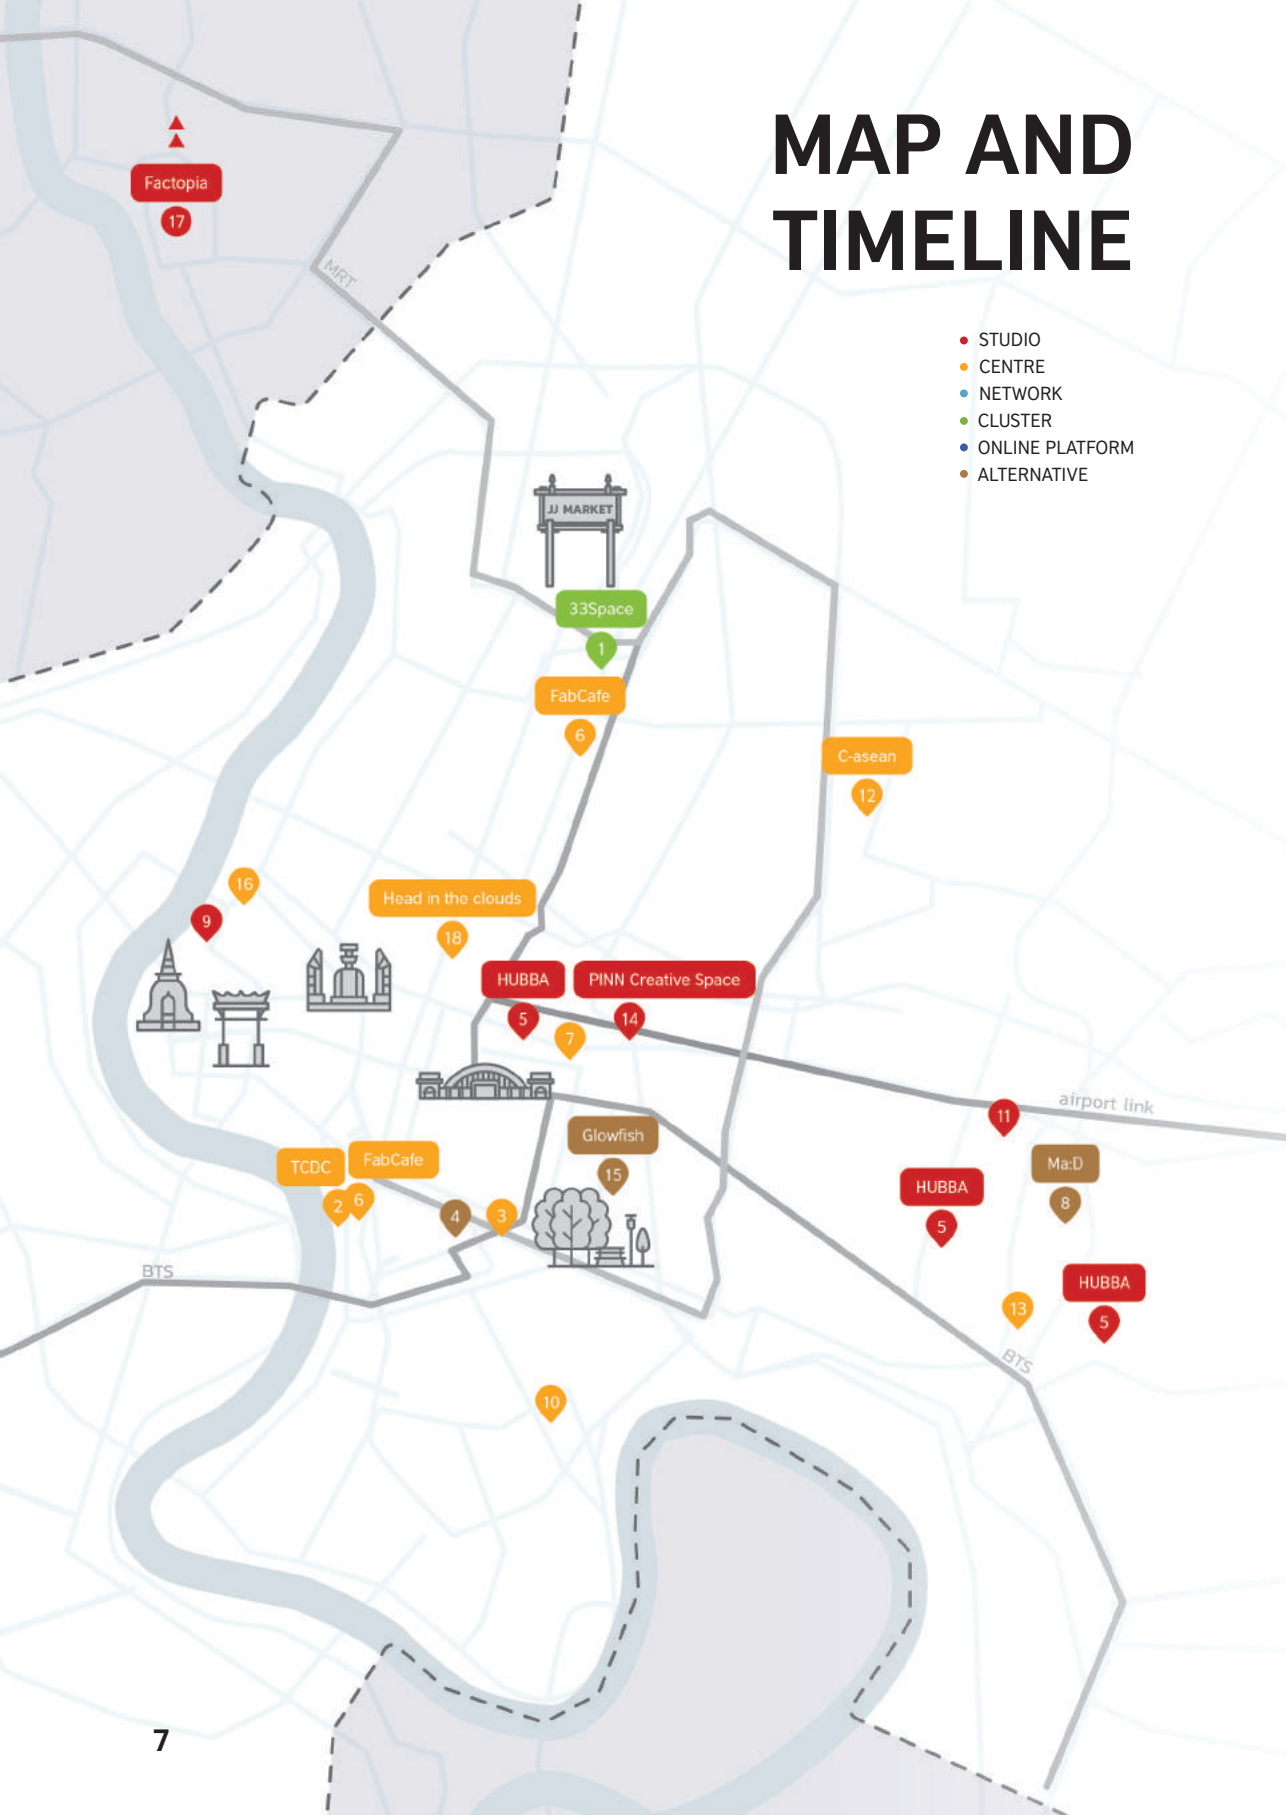 MAP AND
TIMELINE
STUDIO
CENTRE
NETWORK
CLUSTER
ONLINE PLATFORM
ALTERNATIVE
Factopia
17
MRT
JJ MARKET
33Space
1
FabCafe
6
C-asean
12
16
9
Head in the clouds
18
HUBBA
5
PINN Creative Space
14
7
airport link
11
Glowfish
15
Ma:D
8
TCDC
2
FabCafe
6
4
3
HUBBA
5
BTS
HUBBA
5
13
BTS
10
7